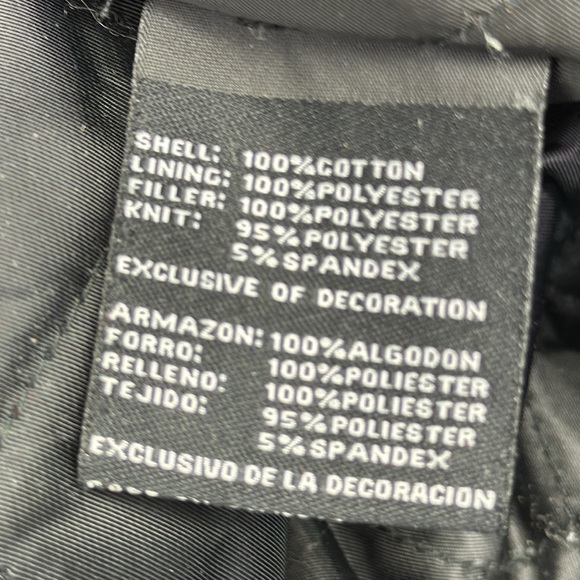 SHELL: 100%COTTON
LINING: 100%POLYESTER
FILLER: 100%POLYESTER
KNIT: 95%POLYESTER
5%SPANDEX
EXCLUSIVE OF DECORATION
ARMAZON: 100%ALGODON
FORRO: 100%POLIESTER
RELLENO: 100%POLIESTER
TEJIDO: 95%POLIESTER
5%SPANDEX
EXCLUSIVO DE LA DECORACION